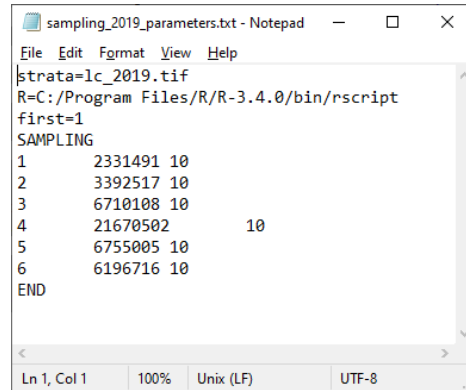 sampling_2019_parameters.txt - Notepad
File Edit Format View Help
strata=lc_2019.tif
R=C:/Program Files/R/R-3.4.0/bin/rscript
first=1
SAMPLING
1 2331491 10
2 3392517 10
3 6710108 10
4 21670502 10
5 6755005 10
6 6196716 10
END
Ln 1, Col 1 100% Unix (LF) UTF-8